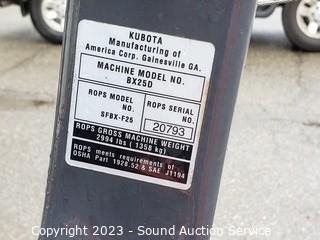 KUBOTA
Manufacturing of
America Corp. Gainesville GA.
MACHINE MODEL NO.
BX25D
ROPS MODEL
NO.
SFBX-F25
ROPS SERIAL
NO.
20793
ROPS GROSS MACHINE WEIGHT
2994 lbs (1358 kg)
ROPS meets requirements of
OSHA Part 1928.52 & SAE J1194
Copyright © 2023 - Sound Auction Service